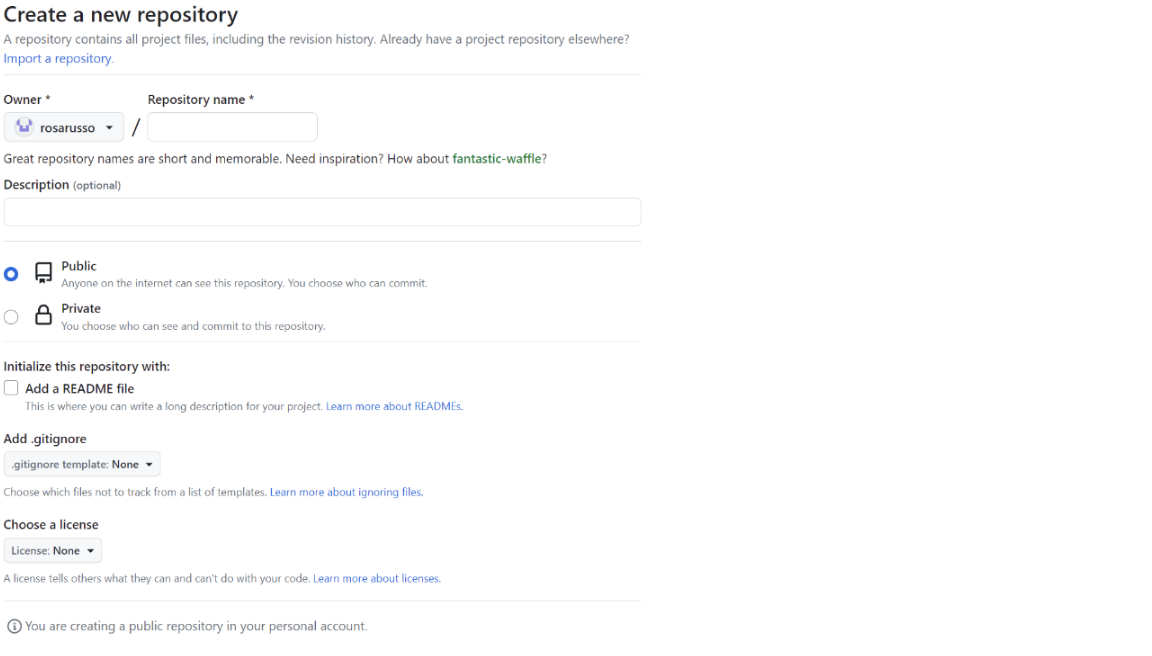 Create a new repository
A repository contains all project files, including the revision history. Already have a project repository elsewhere?
Import a repository.
Owner * Repository name *
rosarusso /
Great repository names are short and memorable. Need inspiration? How about fantastic-waffle?
Description (optional)
Public
Anyone on the internet can see this repository. You choose who can commit.
Private
You choose who can see and commit to this repository.
Initialize this repository with:
Add a README file
This is where you can write a long description for your project. Learn more about READMEs.
Add .gitignore
.gitignore template: None
Choose which files not to track from a list of templates. Learn more about ignoring files.
Choose a license
License: None
A license tells others what they can and can't do with your code. Learn more about licenses.
You are creating a public repository in your personal account.